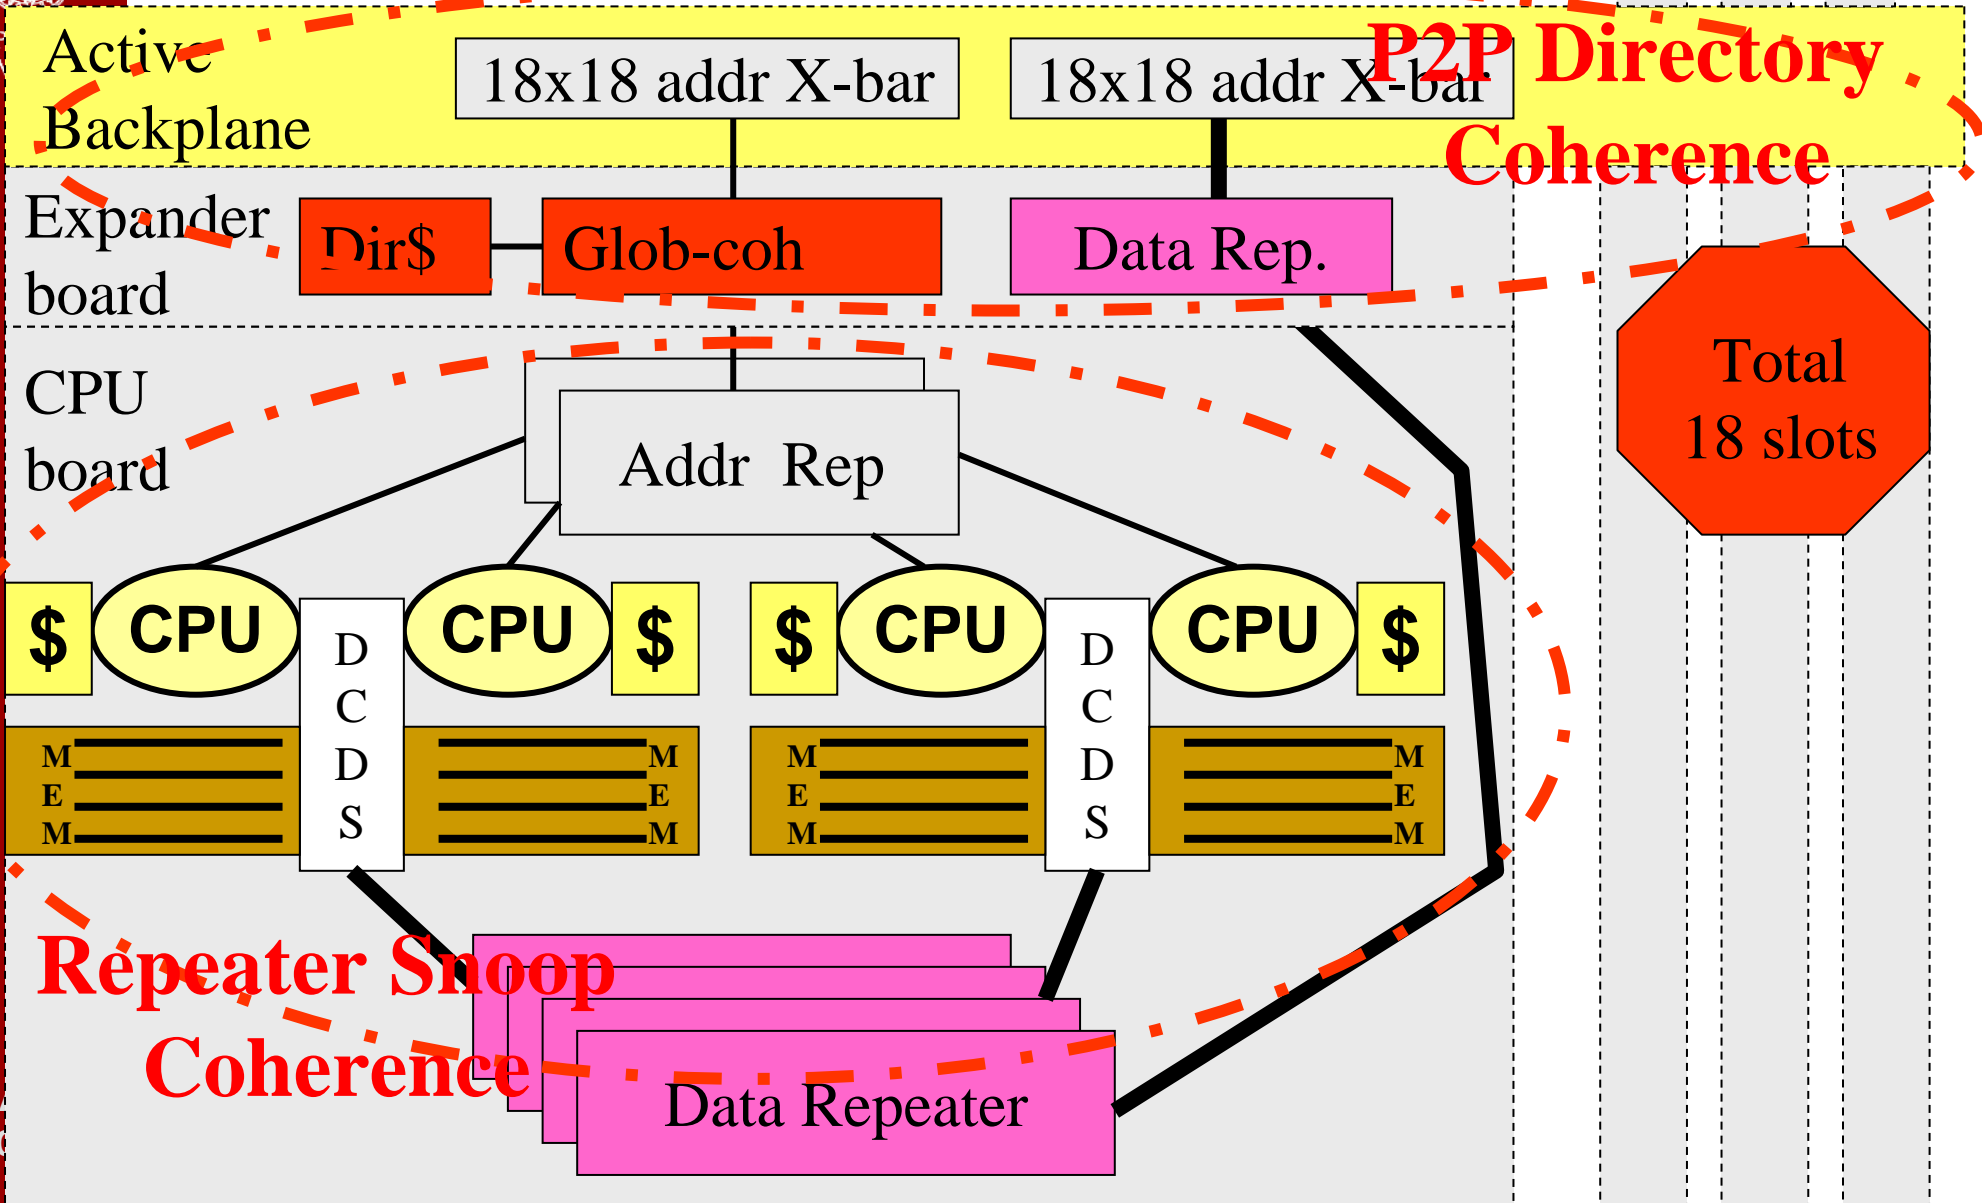 Active
Backplane
18x18 addr X-bar
18x18 addr X-bar
P2P Directory
Coherence
Expander
board
Dir$
Glob-coh
Data Rep.
Total
18 slots
CPU
board
Addr Rep
$
CPU
D
C
D
S
CPU
$
$
CPU
D
C
D
S
CPU
$
M
E
M
M
E
M
M
E
M
M
E
M
Repeater Snoop
Coherence
Data Repeater